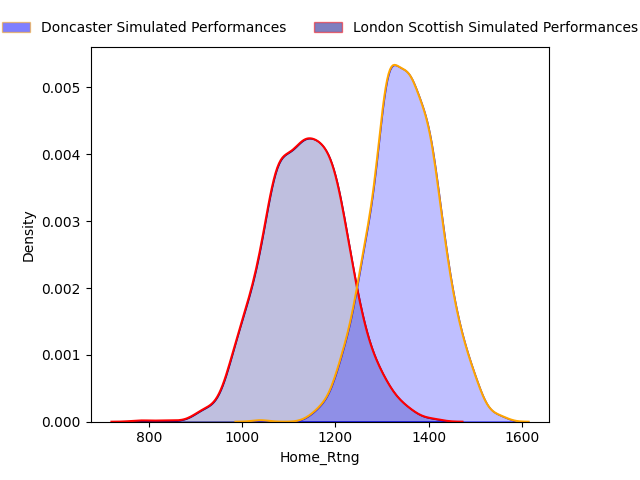 Doncaster Simulated Performances London Scottish Simulated Performances
0.005
0.004
0.003
0.002
0.001
0.000
Density
800 1000 1200 1400 1600
Home_Rtng